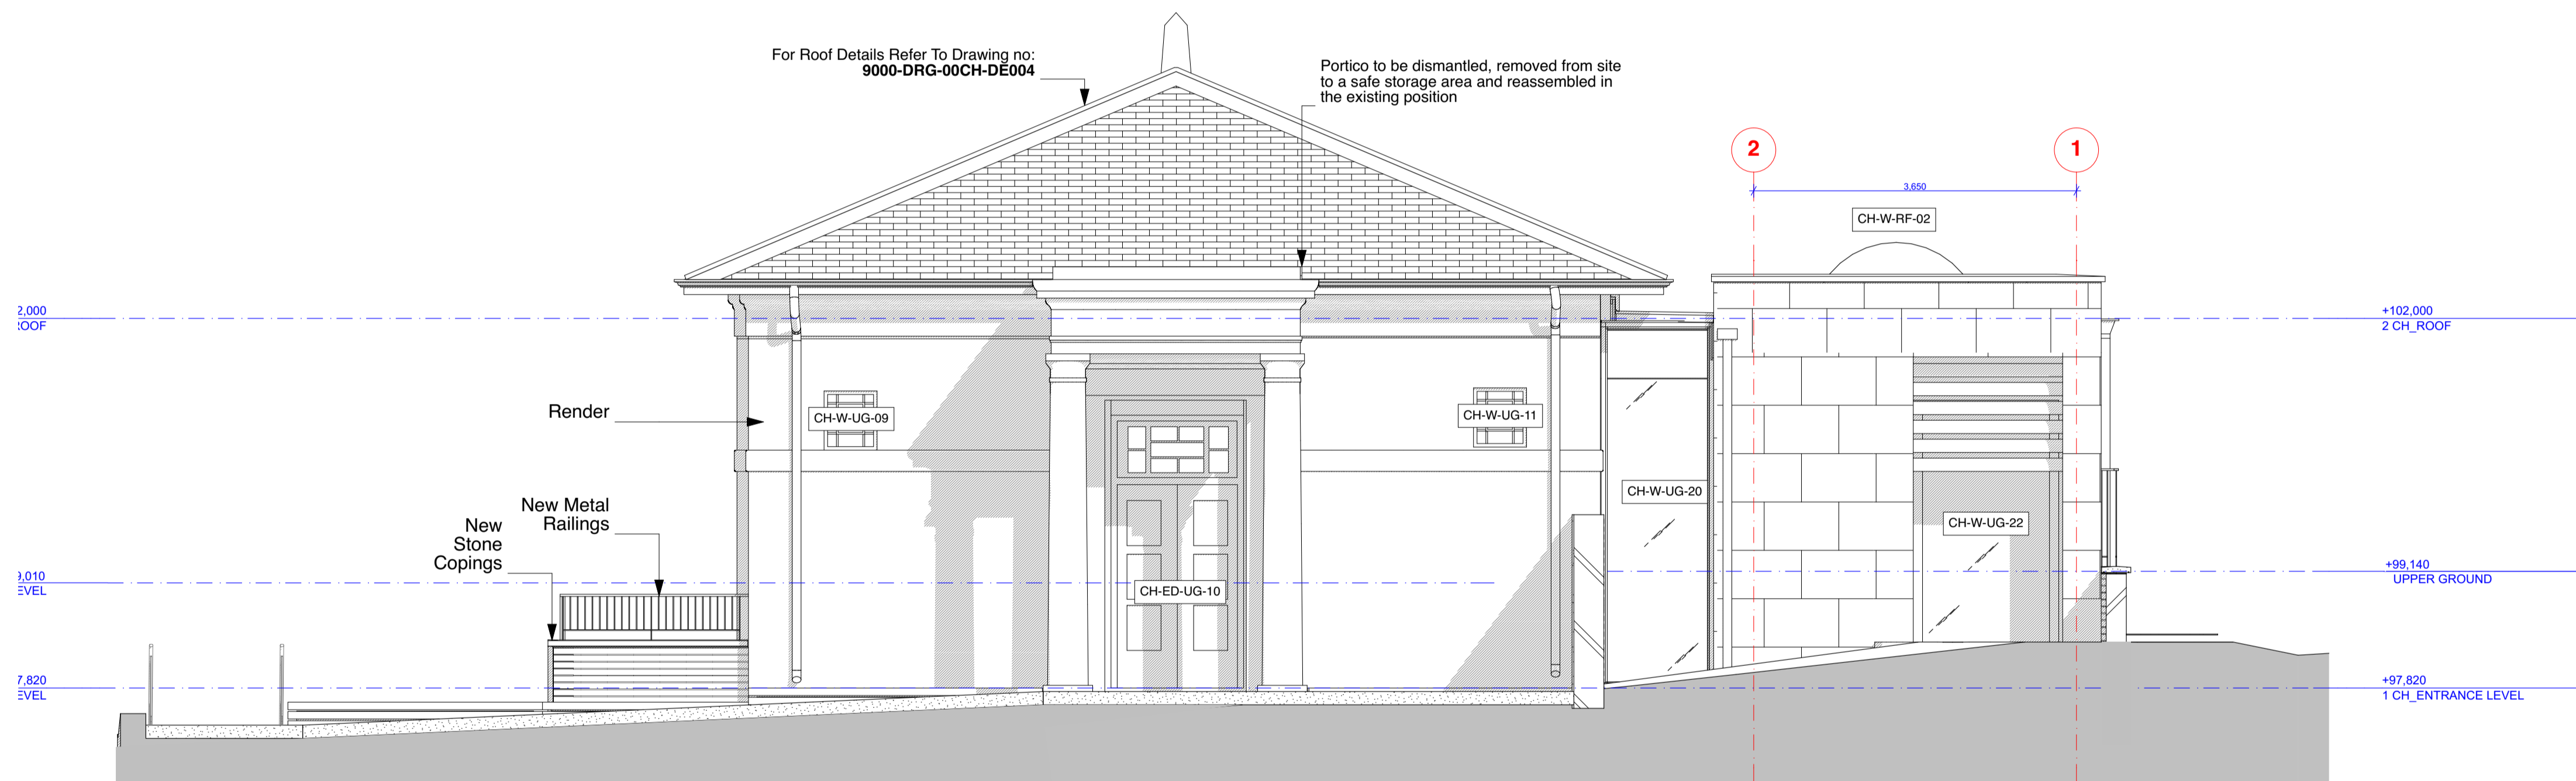 For Roof Details Refer To Drawing no:
9000-DRG-00CH-DE004
Portico to be dismantled, removed from site
to a safe storage area and reassembled in
the existing position
2
1
3,650
CH-W-RF-02
2,000
ROOF
+102,000
2 CH_ROOF
Render
CH-W-UG-09
CH-W-UG-11
CH-W-UG-20
CH-W-UG-22
New Metal
Railings
New
Stone
Copings
9,010
EVEL
CH-ED-UG-10
+99,140
UPPER GROUND
7,820
EVEL
+97,820
1 CH_ENTRANCE LEVEL